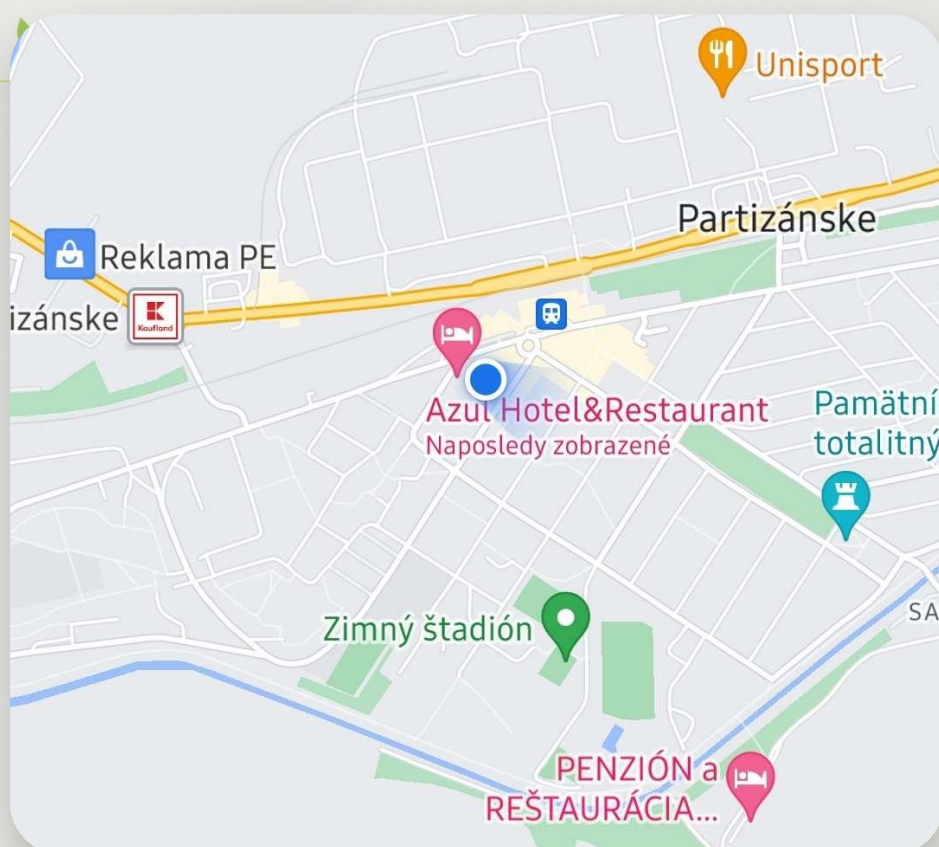 Unisport
Partizánske
Reklama PE
izánske
K
Kaufland
Azul Hotel&Restaurant
Naposledy zobrazené
Pamätní
totalitný
Zimný štadión
SA
PENZIÓN a
REŠTAURÁCIA...